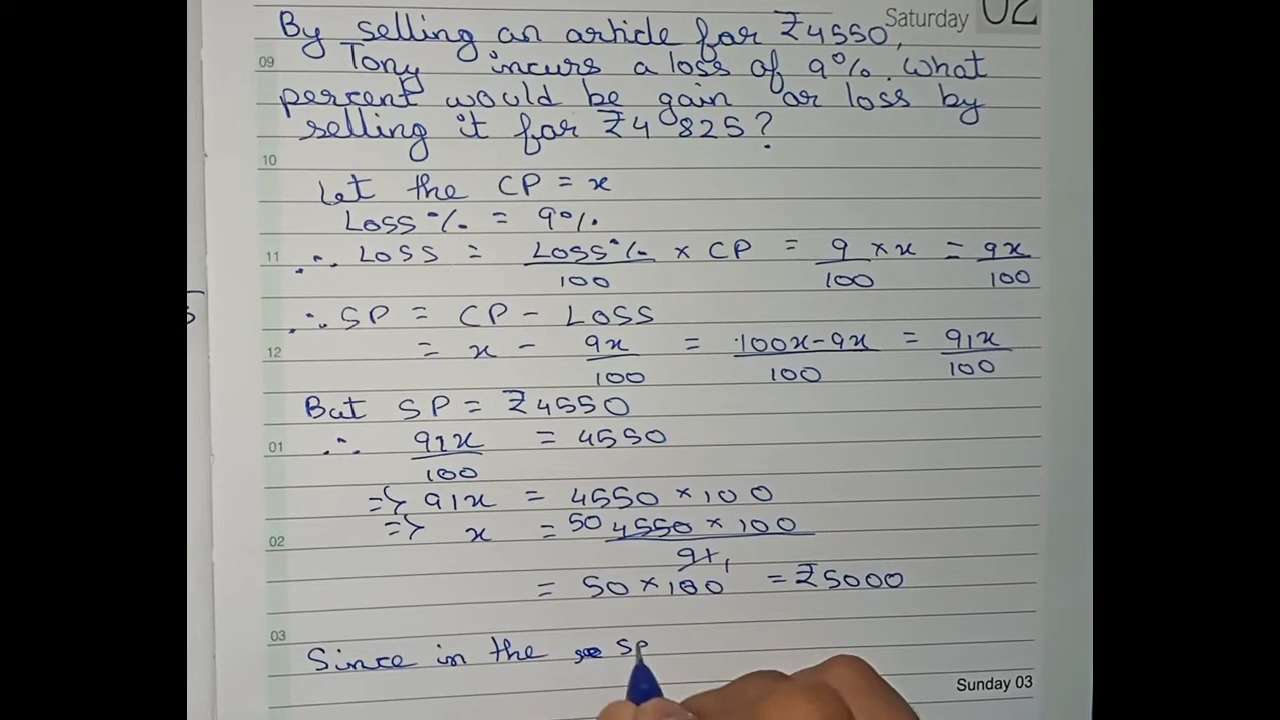 Saturday 02
By selling an article for ₹4550,
09
Tony incurs a loss of 9%. What
percent would be gain or loss by
selling it for ₹4825?
10
Let the CP = x
Loss% = 9%
11 ∴ Loss = Loss%/100 × CP = 9/100 × x = 9x/100
∴ SP = CP - Loss
12 = x - 9x/100 = 100x-9x/100 = 91x/100
But SP = ₹4550
01 ∴ 91x/100 = 4550
=> 91x = 4550 × 100
02 => x = 50 4550 × 100/91 1
= 50 × 100 = ₹5000
03
Since in the SP
Sunday 03